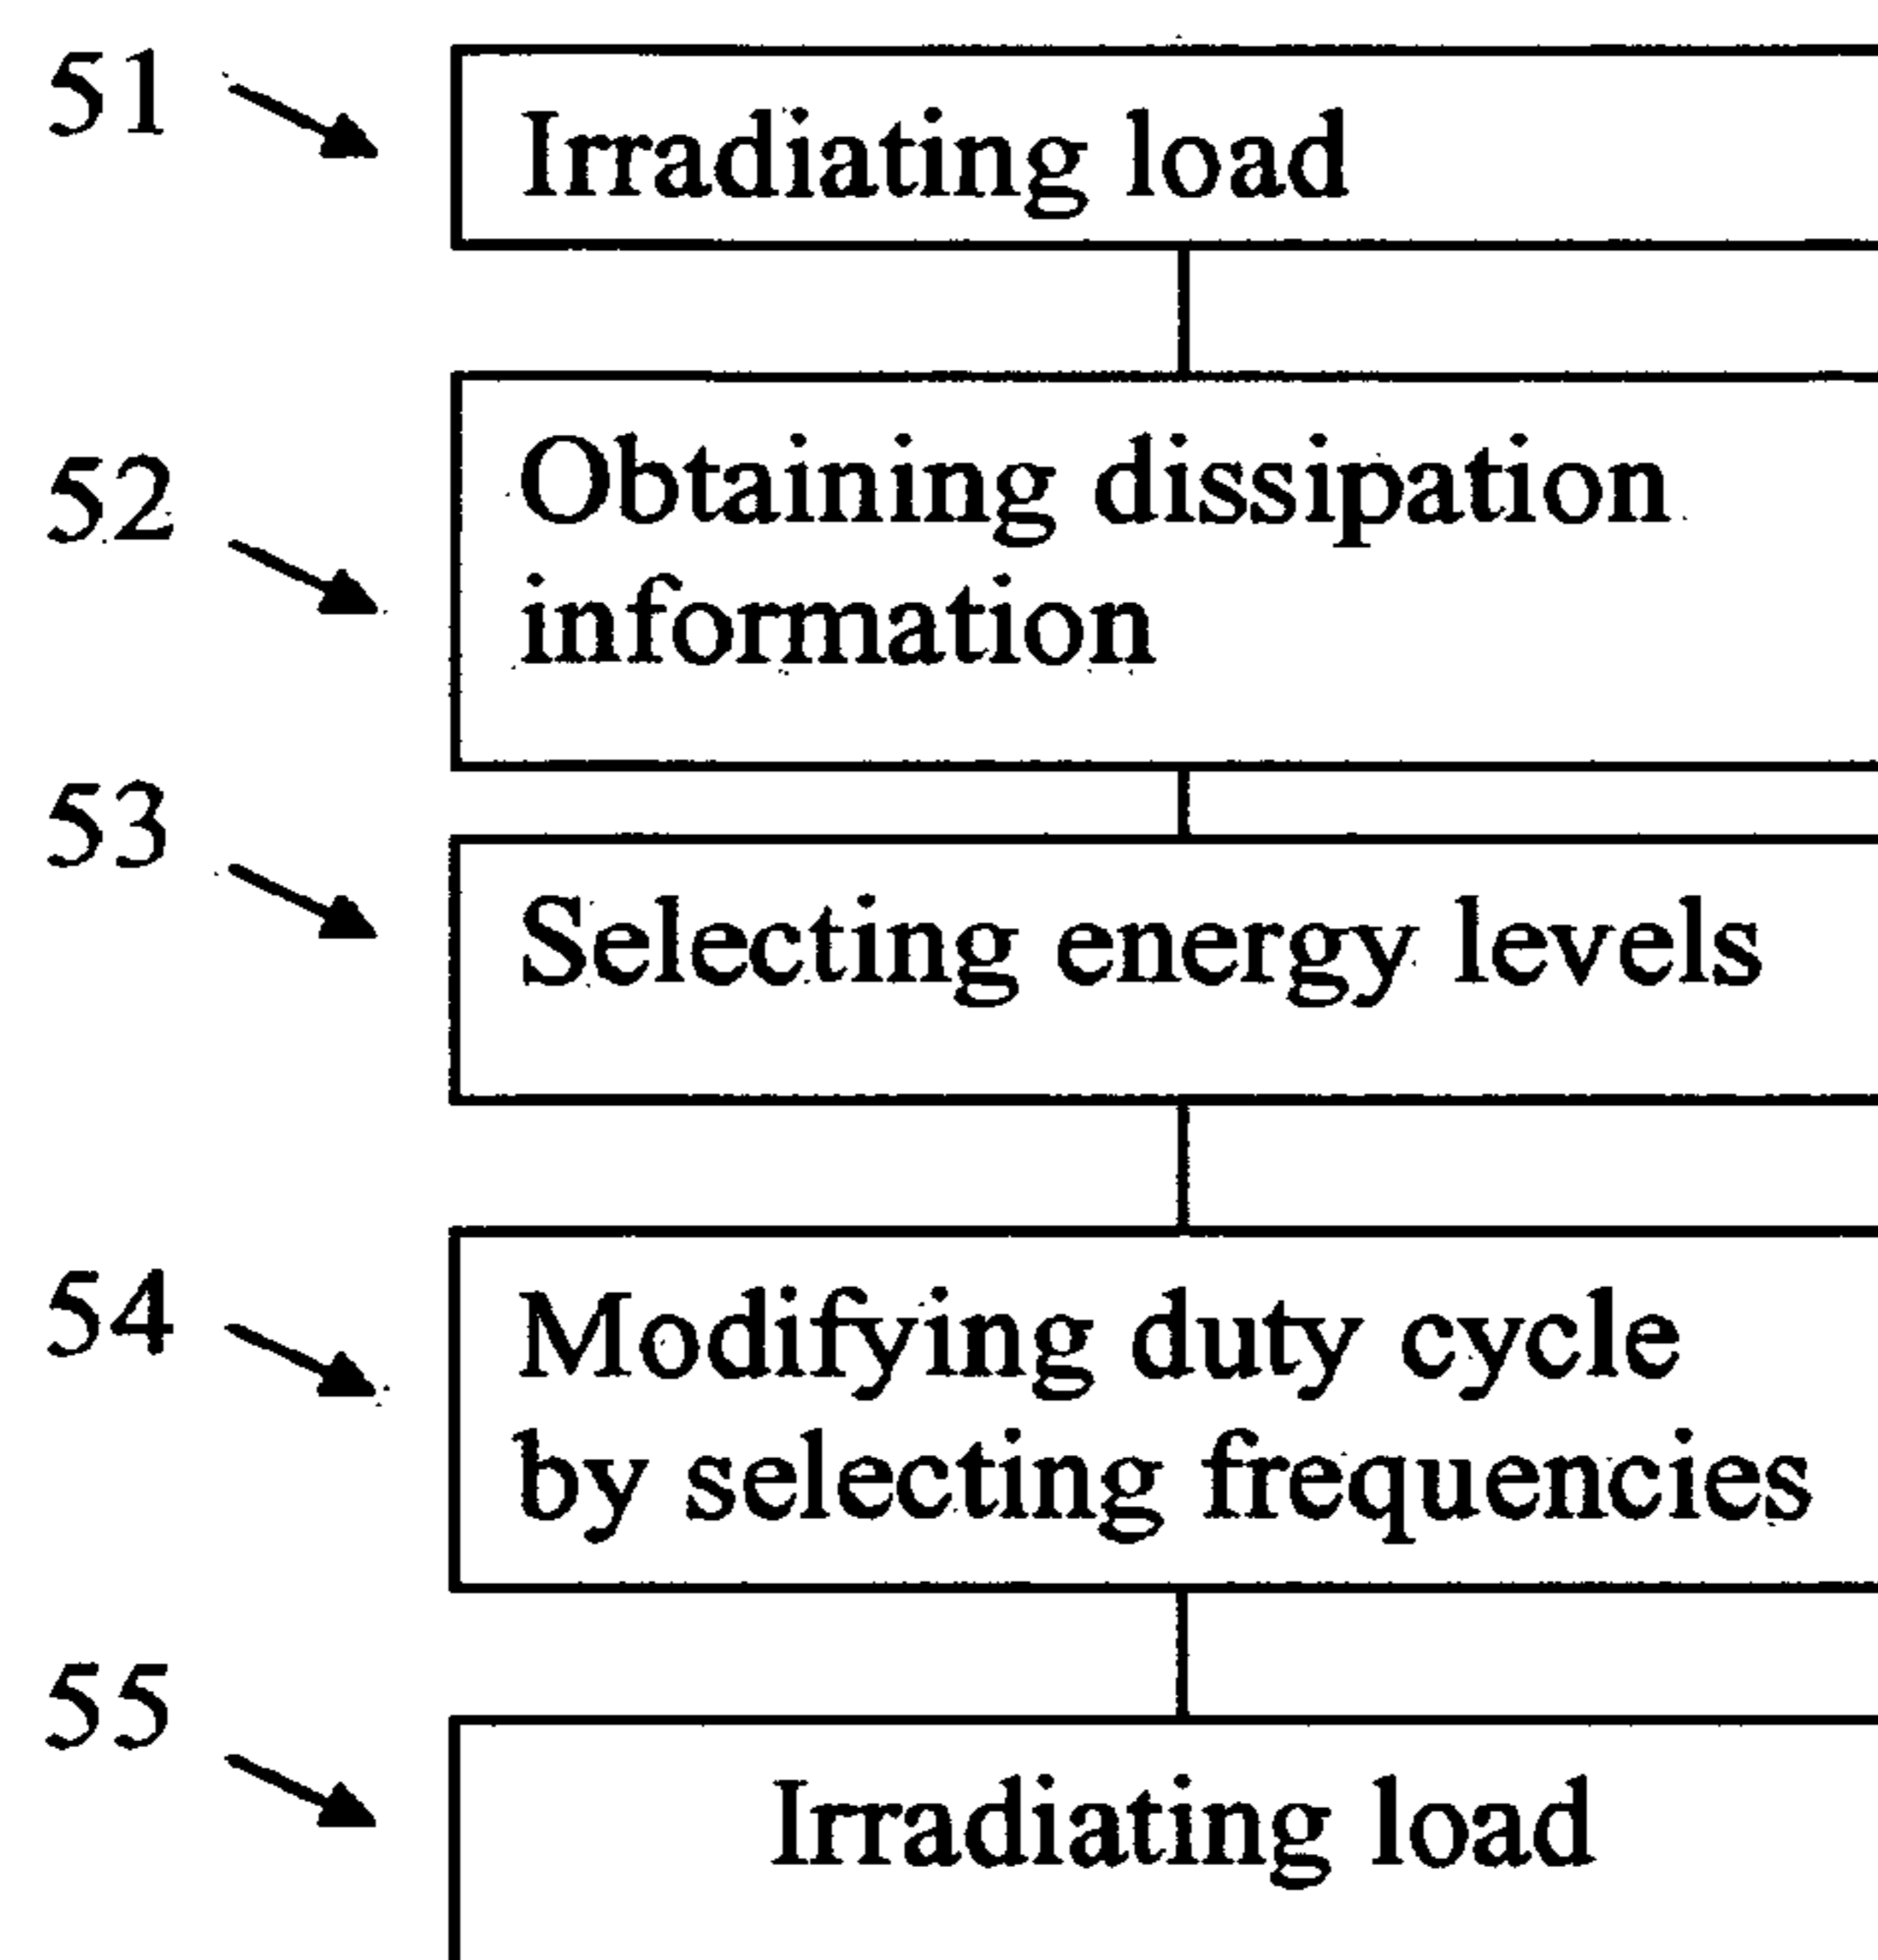 51
Irradiating load
52
Obtaining dissipation
information
53
Selecting energy levels
54
Modifying duty cycle
by selecting frequencies
55
Irradiating load